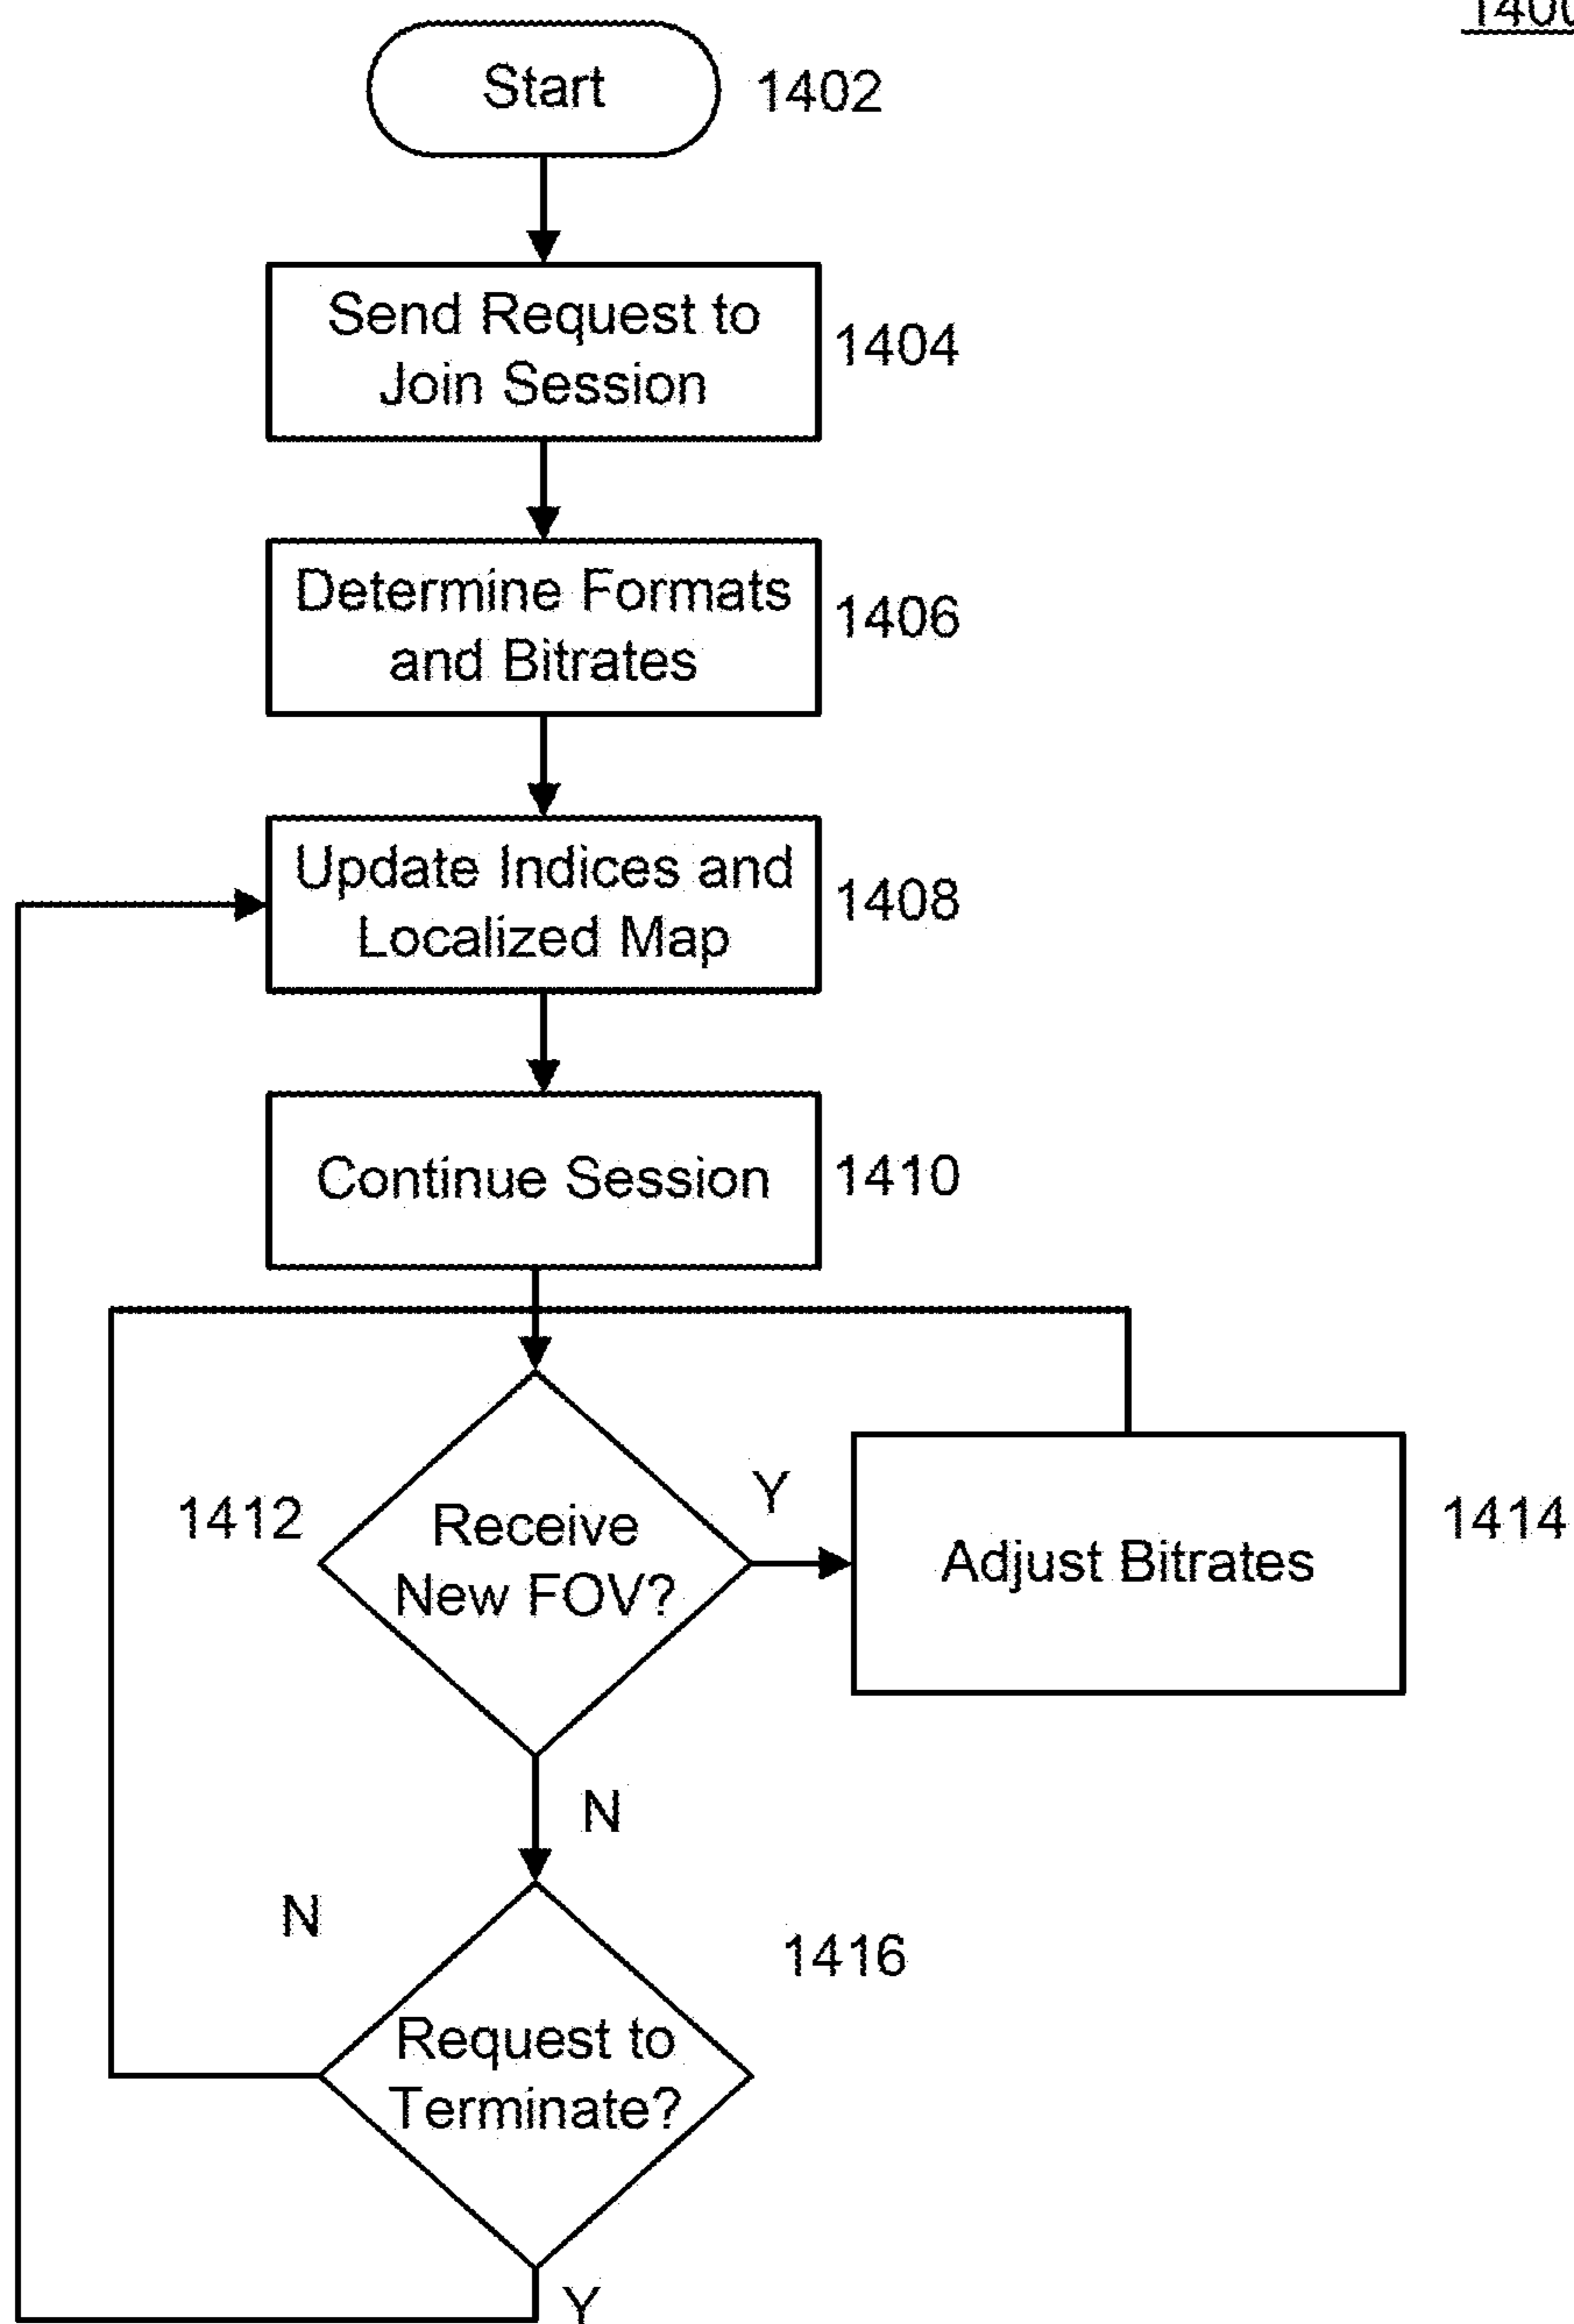 1400
Start
1402
Send Request to
Join Session
1404
Determine Formats
and Bitrates
1406
Update Indices and
Localized Map
1408
Continue Session
1410
1412
Receive
New FOV?
Y
Adjust Bitrates
1414
N
N
1416
Request to
Terminate?
Y